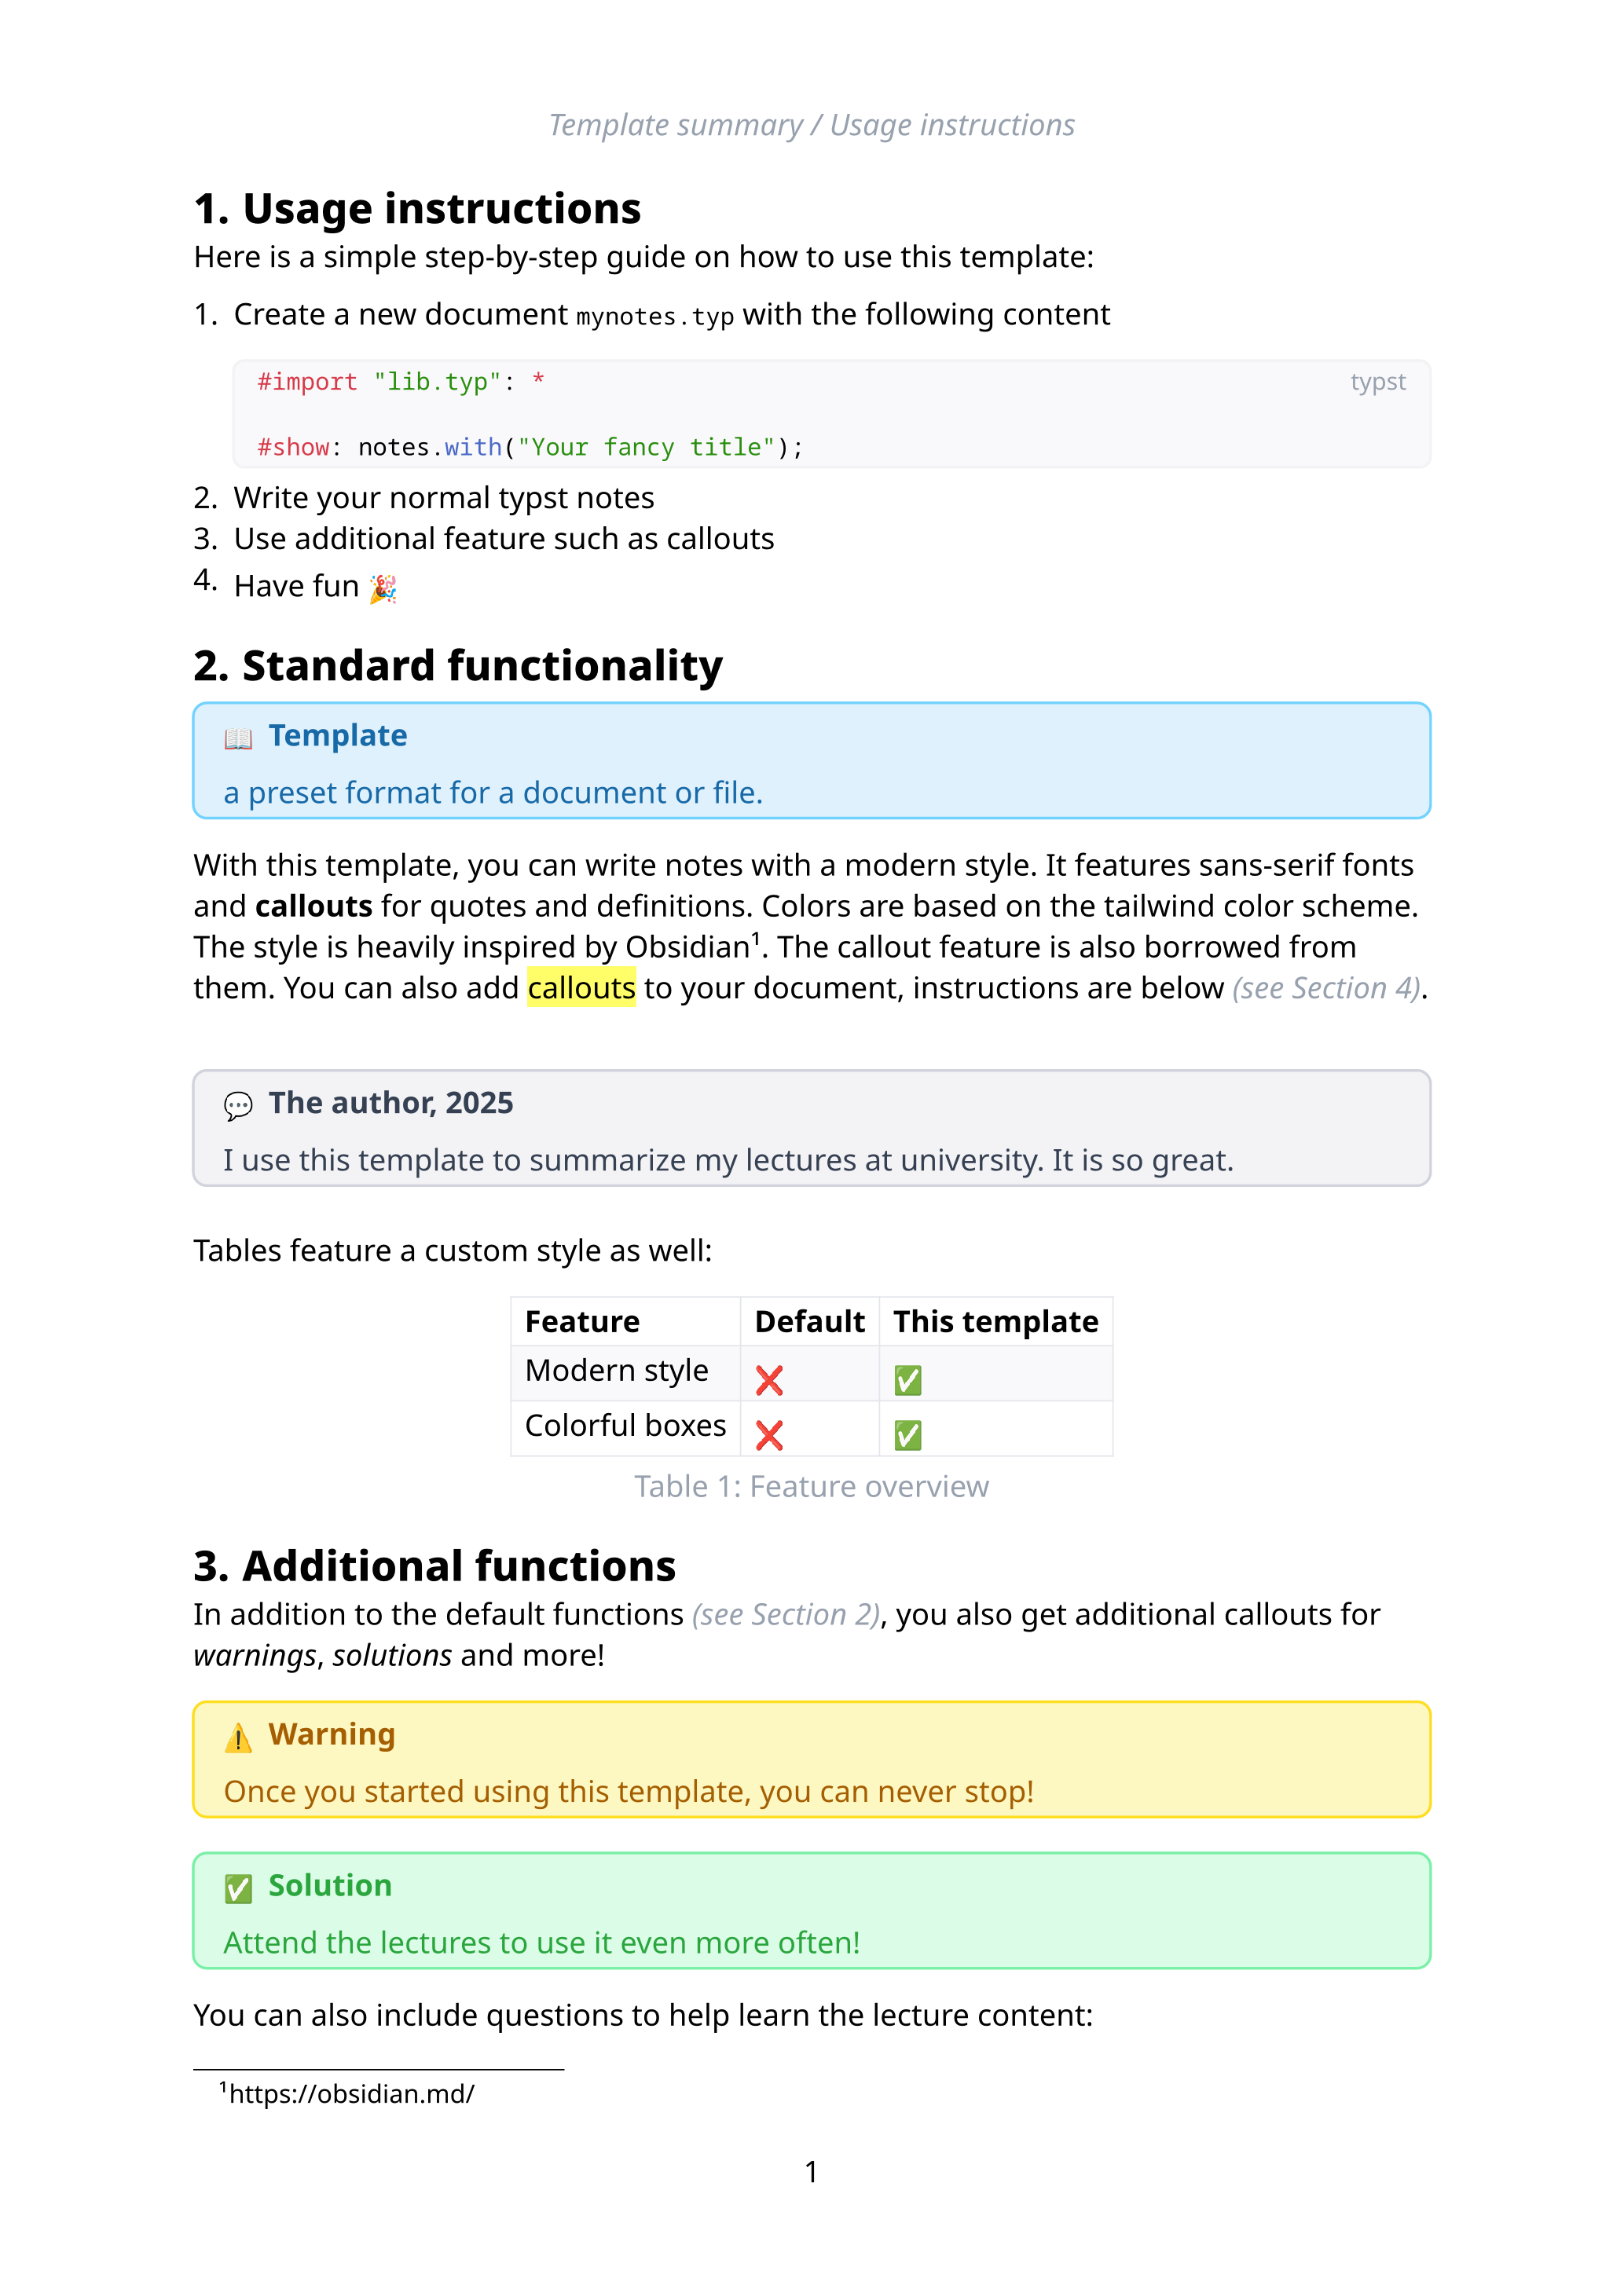 Template summary / Usage instructions
1. Usage instructions
Here is a simple step-by-step guide on how to use this template:
1. Create a new document mynotes.typ with the following content
#import "lib.typ": * typst
#show: notes.with("Your fancy title");
2. Write your normal typst notes
3. Use additional feature such as callouts
4. Have fun 🎉
2. Standard functionality
📖 Template
a preset format for a document or file.
With this template, you can write notes with a modern style. It features sans-serif fonts
and callouts for quotes and definitions. Colors are based on the tailwind color scheme.
The style is heavily inspired by Obsidian¹. The callout feature is also borrowed from
them. You can also add callouts to your document, instructions are below (see Section 4).
💬 The author, 2025
I use this template to summarize my lectures at university. It is so great.
Tables feature a custom style as well:
Feature Default This template
Modern style ❌ ✅
Colorful boxes ❌ ✅
Table 1: Feature overview
3. Additional functions
In addition to the default functions (see Section 2), you also get additional callouts for
warnings, solutions and more!
⚠️ Warning
Once you started using this template, you can never stop!
✅ Solution
Attend the lectures to use it even more often!
You can also include questions to help learn the lecture content:
¹https://obsidian.md/
1